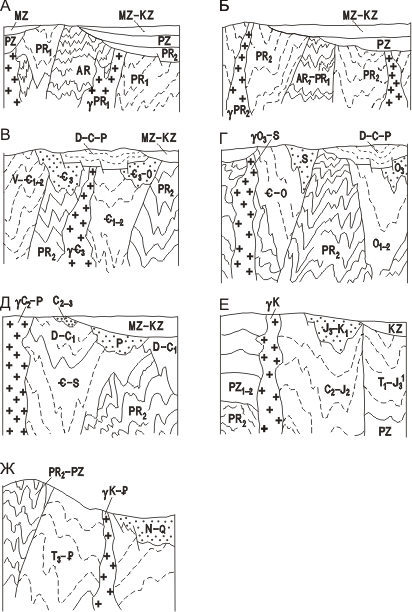 А
MZ
MZ–KZ
PZ
PR₁
PZ
AR
PR₂
γPR₁
PR₁
Б
MZ–KZ
PR₂
PZ
AR₂–PR₁
PR₂
γPR₂
В
D–C–P
MZ–KZ
V–Є₁₋₂
Є₃
Є₃–O
PR₂
Є₁₋₂
PR₂
γЄ₃
Г
γO₃–S
D–C–P
S
O₃
Є–O
PR₂
O₁₋₂
Д
γC₂–P
C₂₋₃
MZ–KZ
D–C₁
P
D–C₁
Є–S
PR₂
Е
γK
J₃–K₁
KZ
PZ₁₋₂
C₂–J₂
T₁–J₃¹
PR₂
PZ
Ж
PR₂–PZ
γK–₽
N–Q
T₃–₽